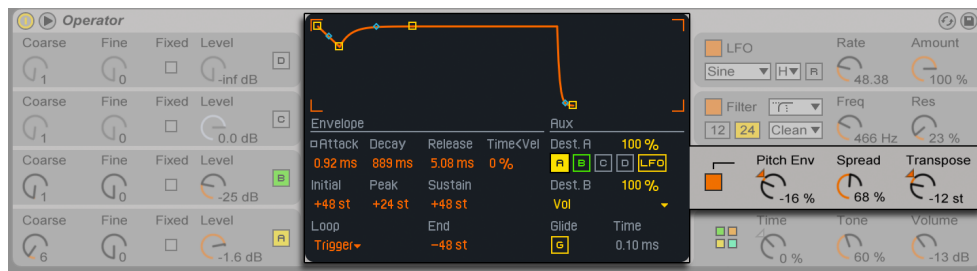 Operator
Coarse Fine Fixed Level
1 0 -inf dB D
Coarse Fine Fixed Level
1 0 0.0 dB C
Coarse Fine Fixed Level
1 0 -25 dB B
Coarse Fine Fixed Level
6 0 -1.6 dB A
Envelope
Attack Decay Release Time<Vel
0.92 ms 889 ms 5.08 ms 0 %
Initial Peak Sustain
+48 st +24 st +48 st
Loop End
Trigger -48 st
Aux
Dest. A 100 %
A B C D LFO
Dest. B 100 %
Vol
Glide Time
G 0.10 ms
LFO Rate Amount
Sine H R 48.38 100 %
Filter Freq Res
12 24 Clean 466 Hz 23 %
Pitch Env Spread Transpose
-16 % 68 % -12 st
Time Tone Volume
0 % 60 % -13 dB